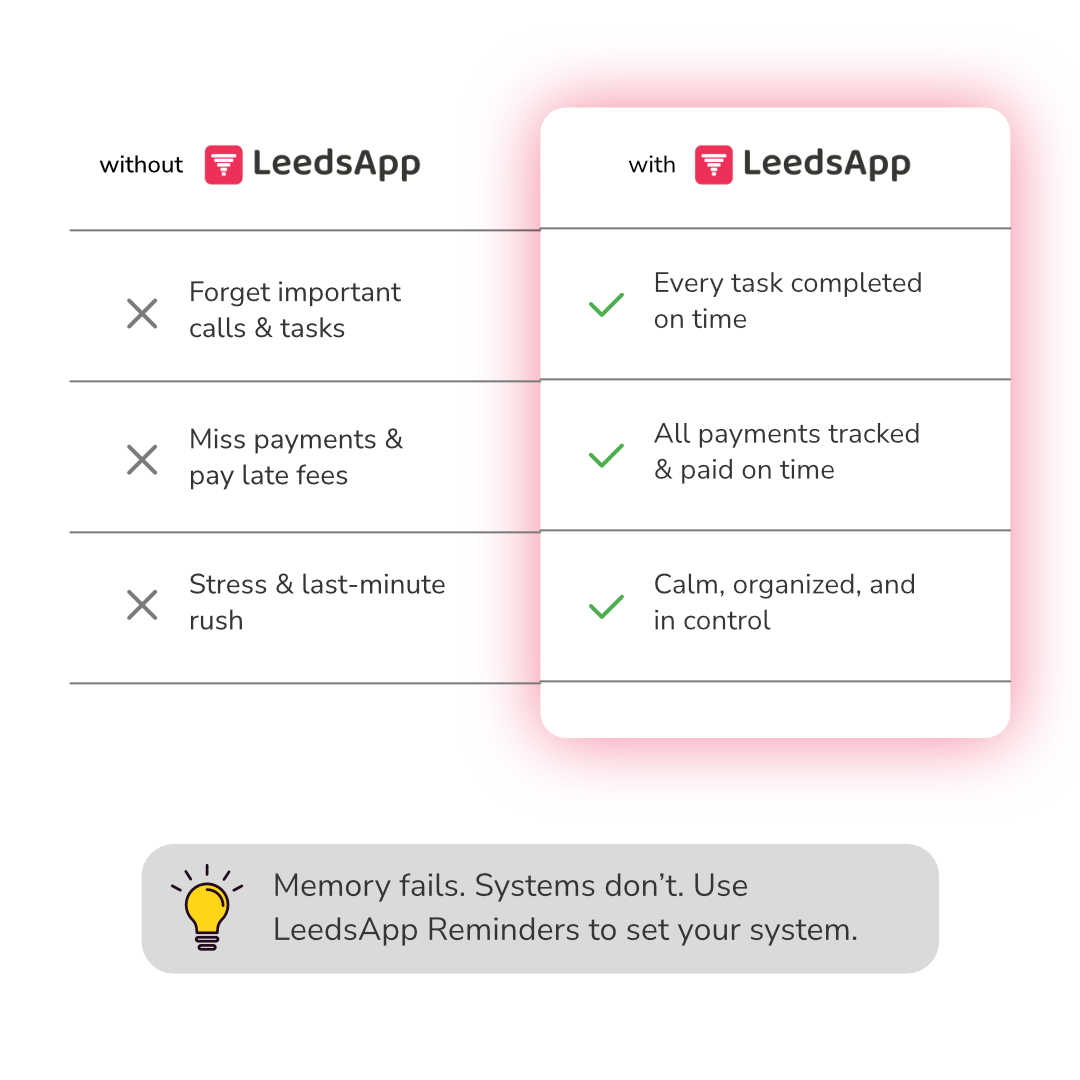 without LeedsApp
with LeedsApp
Forget important
calls & tasks
Every task completed
on time
Miss payments &
pay late fees
All payments tracked
& paid on time
Stress & last-minute
rush
Calm, organized, and
in control
Memory fails. Systems don’t. Use
LeedsApp Reminders to set your system.